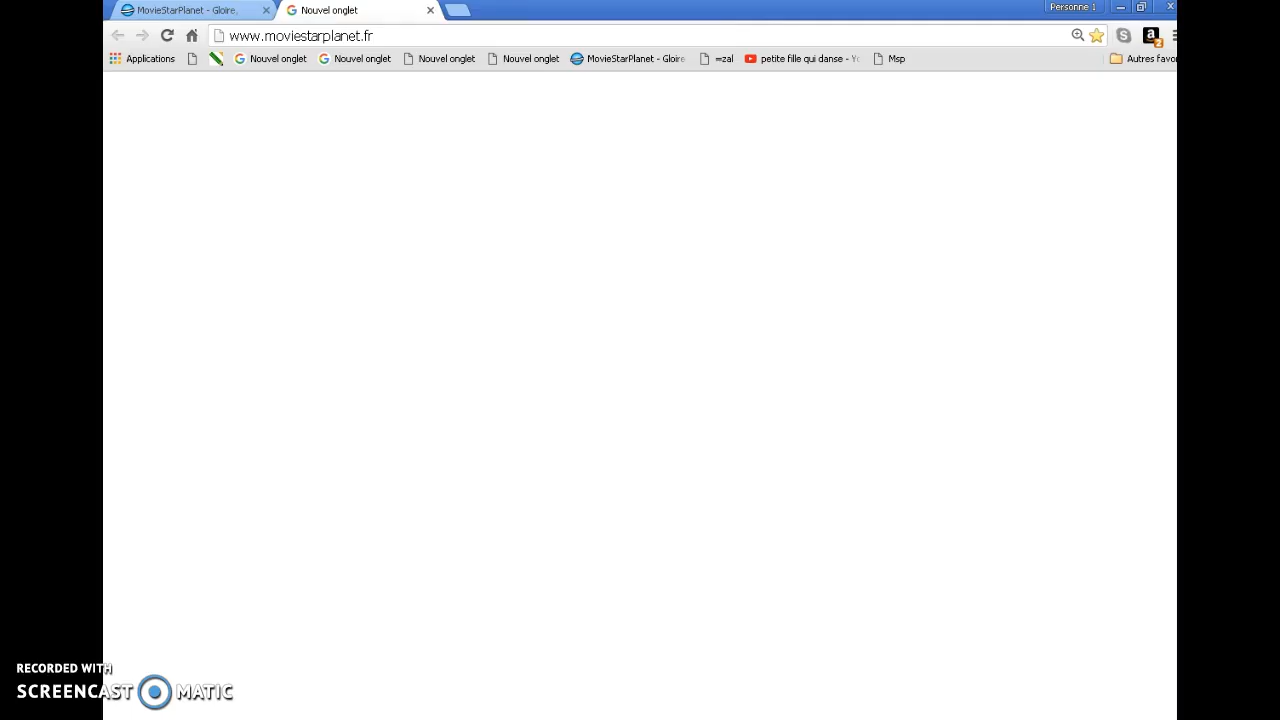 MovieStarPlanet - Gloire,
Nouvel onglet
Personne 1
www.moviestarplanet.fr
Applications
Nouvel onglet
Nouvel onglet
Nouvel onglet
Nouvel onglet
MovieStarPlanet - Gloire
=zal
petite fille qui danse - Yo
Msp
Autres favor
RECORDED WITH
SCREENCAST MATIC